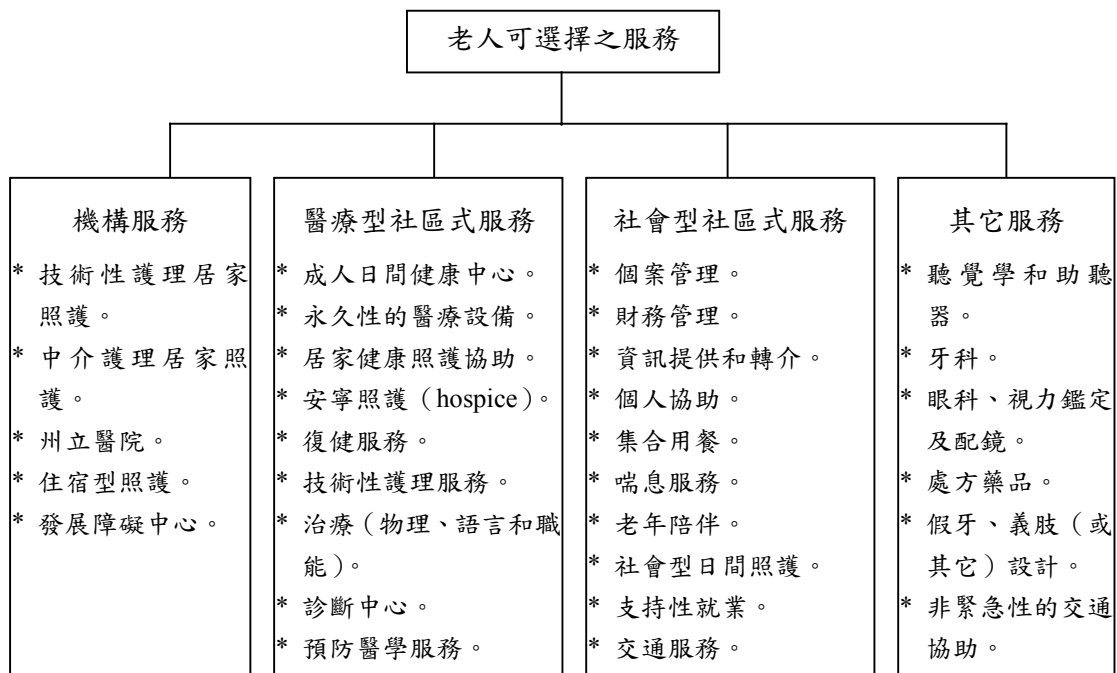 老人可選擇之服務
機構服務
* 技術性護理居家
照護。
* 中介護理居家照
護。
* 州立醫院。
* 住宿型照護。
* 發展障礙中心。
醫療型社區式服務
* 成人日間健康中心。
* 永久性的醫療設備。
* 居家健康照護協助。
* 安寧照護（hospice）。
* 復健服務。
* 技術性護理服務。
* 治療（物理、語言和職
能）。
* 診斷中心。
* 預防醫學服務。
社會型社區式服務
* 個案管理。
* 財務管理。
* 資訊提供和轉介。
* 個人協助。
* 集合用餐。
* 喘息服務。
* 老年陪伴。
* 社會型日間照護。
* 支持性就業。
* 交通服務。
其它服務
* 聽覺學和助聽
器。
* 牙科。
* 眼科、視力鑑定
及配鏡。
* 處方藥品。
* 假牙、義肢（或
其它）設計。
* 非緊急性的交通
協助。